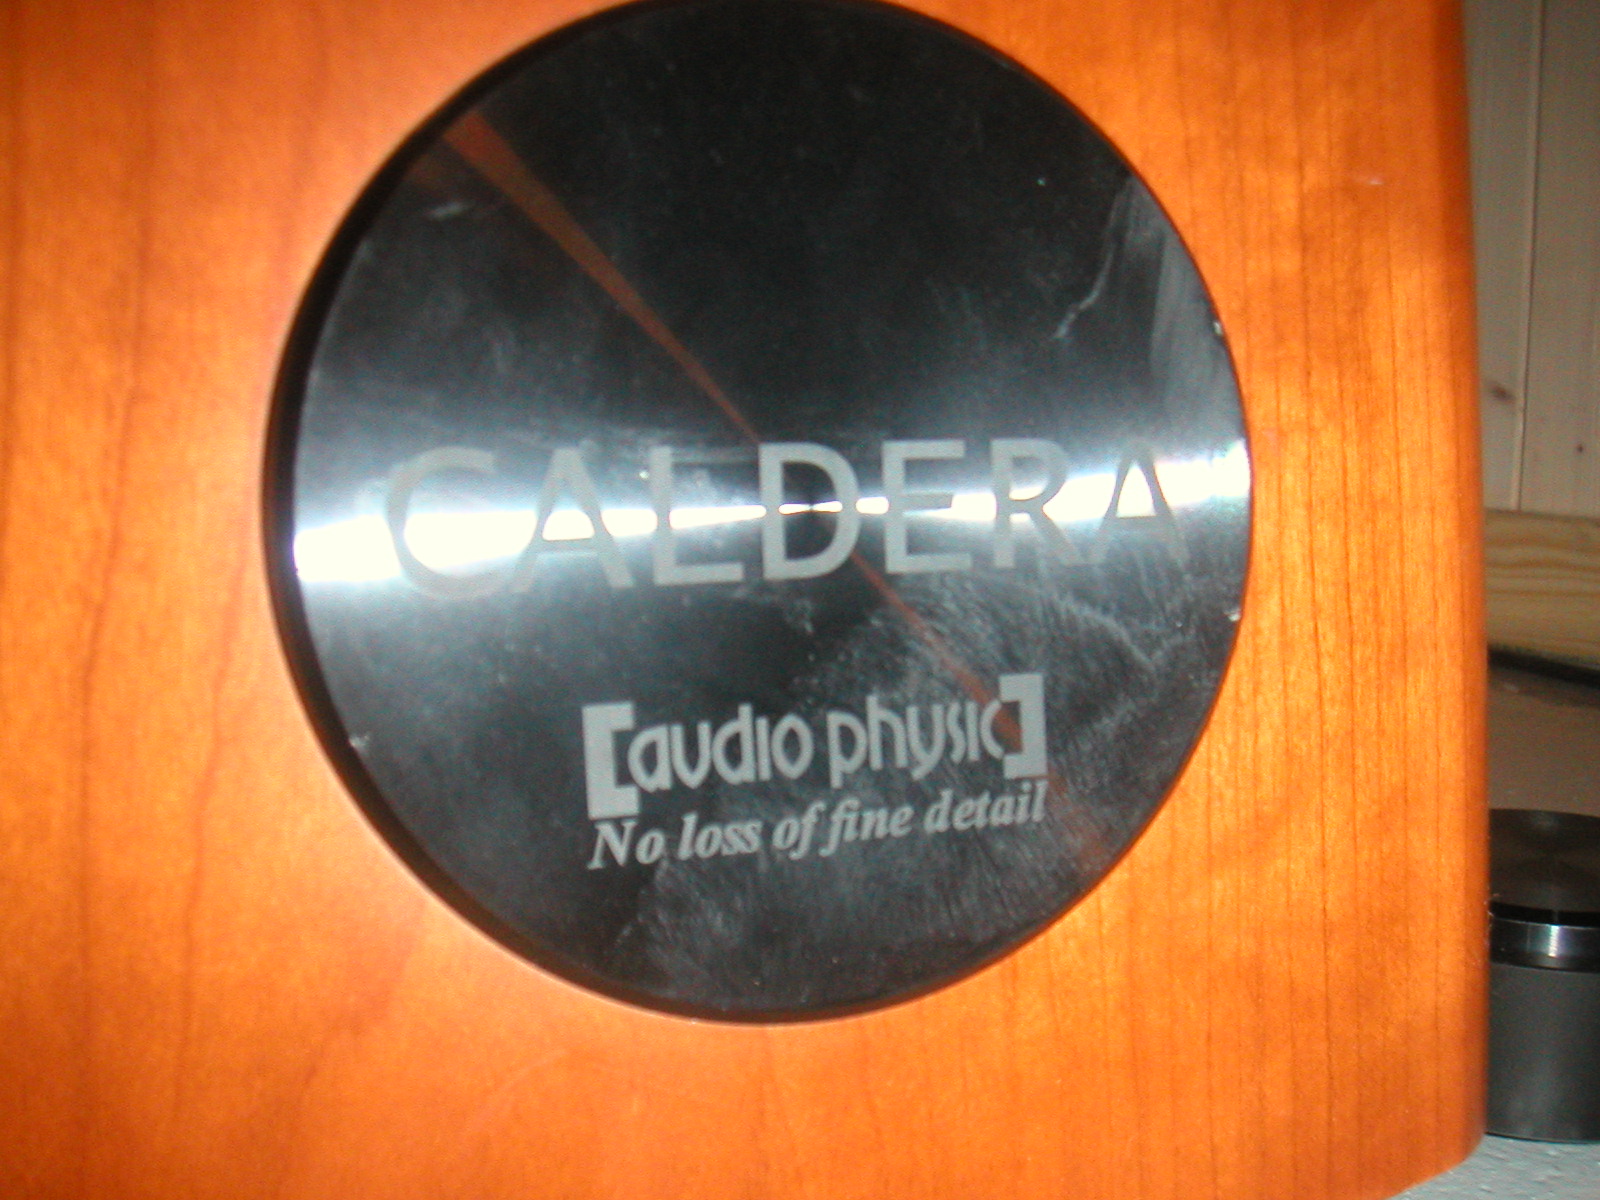 CALDERA
[audio physic]
No loss of fine detail